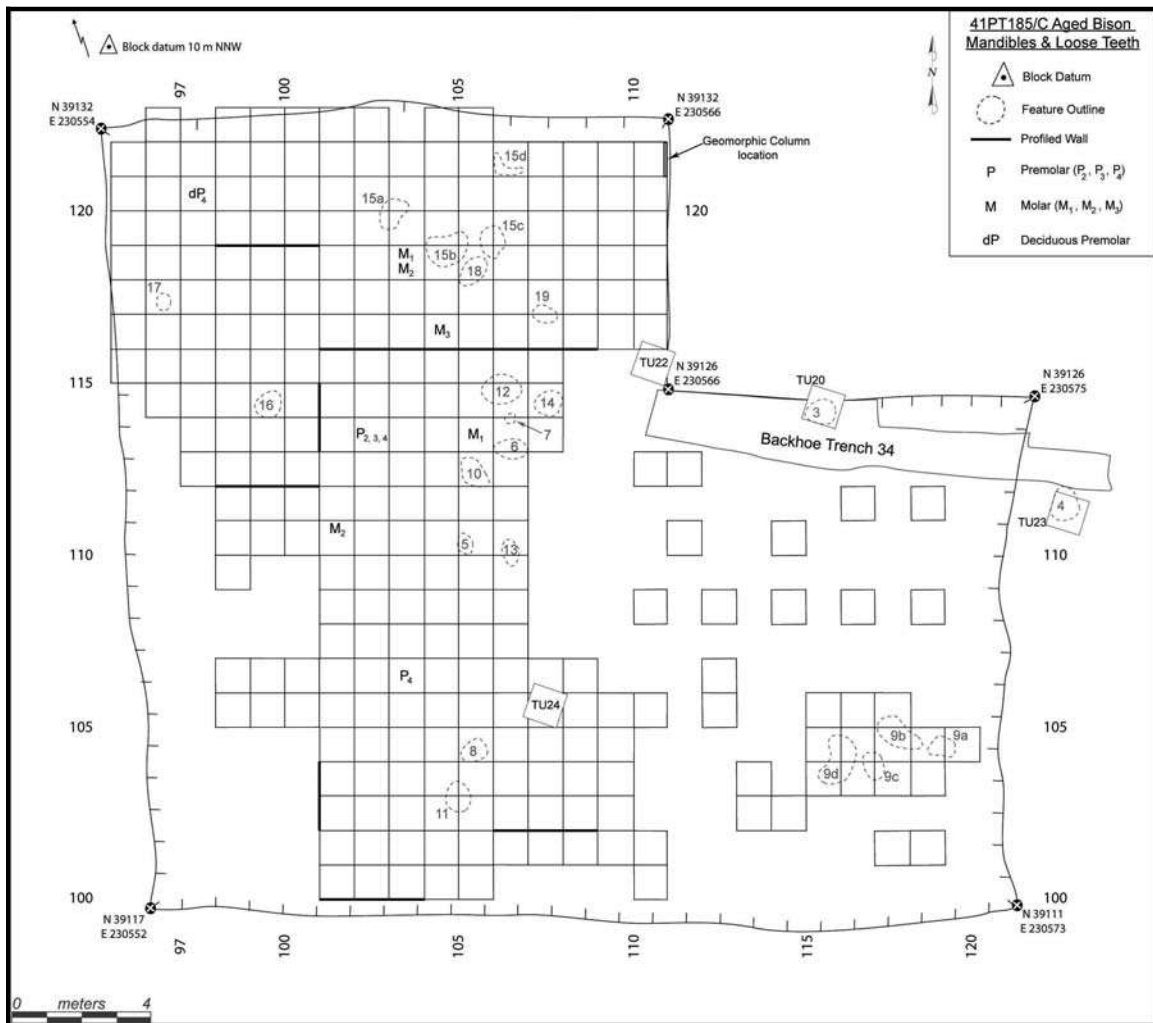 41PT185/C Aged Bison
Mandibles & Loose Teeth
Block Datum
Feature Outline
Profiled Wall
P Premolar (P₂, P₃, P₄)
M Molar (M₁, M₂, M₃)
dP Deciduous Premolar
Block datum 10 m NNW
N
97 100 105 110
N 39132
E 230554
N 39132
E 230566
Geomorphic Column
location
15d
dP₄
15a
120 120
15c
M₁
15b
M₂
18
17
19
M₃
TU22
N 39126
E 230566
TU20
N 39126
E 230575
115
12
16
14
3
7
P₂, ₃, ₄
M₁
6
Backhoe Trench 34
10
4
TU23
M₂
5
13
110 110
P₄
TU24
105 105
8
9b
9a
9d
9c
11
100 100
N 39117
E 230552
N 39111
E 230573
97 100 105 110 115 120
0 meters 4